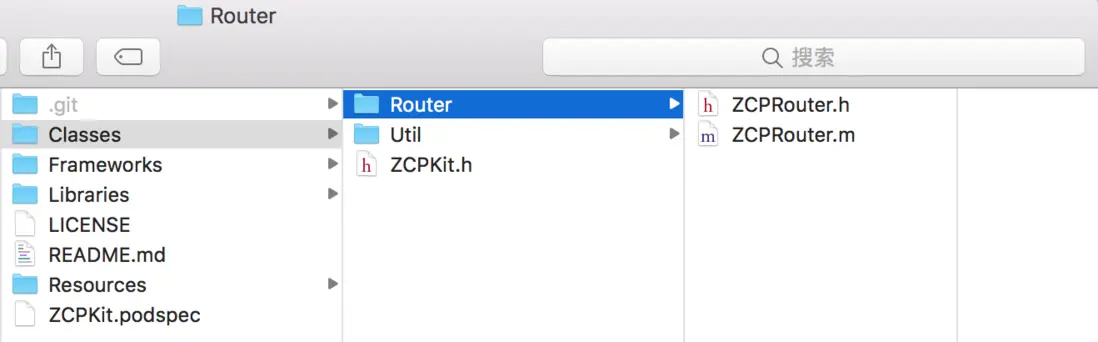 Router
搜索
.git
Classes
Frameworks
Libraries
LICENSE
README.md
Resources
ZCPKit.podspec
Router
Util
h ZCPKit.h
h ZCPRouter.h
m ZCPRouter.m